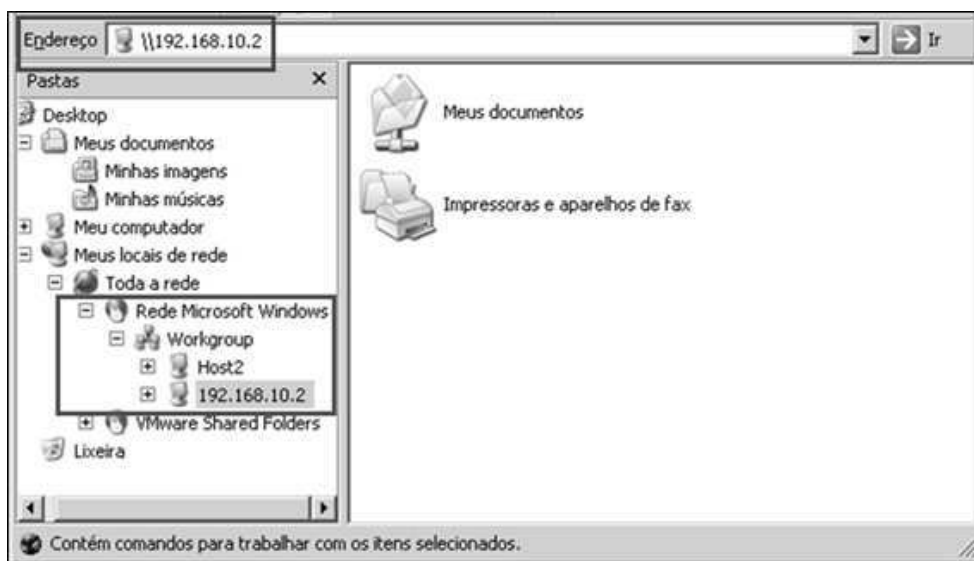 Endereço \\192.168.10.2 Ir
Pastas
Desktop
Meus documentos
Minhas imagens
Minhas músicas
Meu computador
Meus locais de rede
Toda a rede
Rede Microsoft Windows
Workgroup
Host2
192.168.10.2
VMware Shared Folders
Lixeira
Meus documentos
Impressoras e aparelhos de fax
Contém comandos para trabalhar com os itens selecionados.